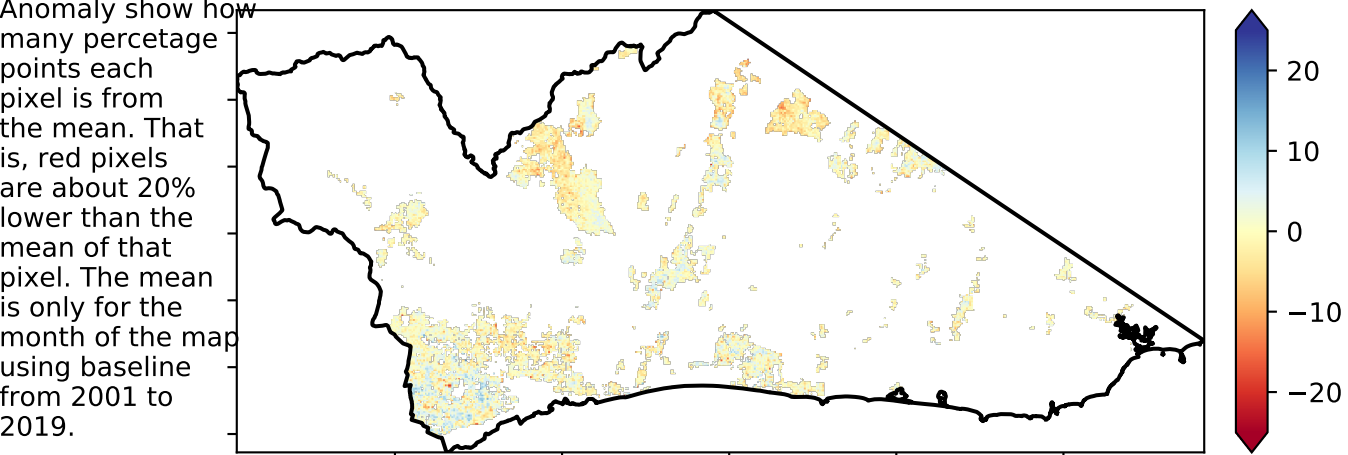 Anomaly show how
many percetage
points each
pixel is from
the mean. That
is, red pixels
are about 20%
lower than the
mean of that
pixel. The mean
is only for the
month of the map
using baseline
from 2001 to
2019.
20
10
0
−10
−20